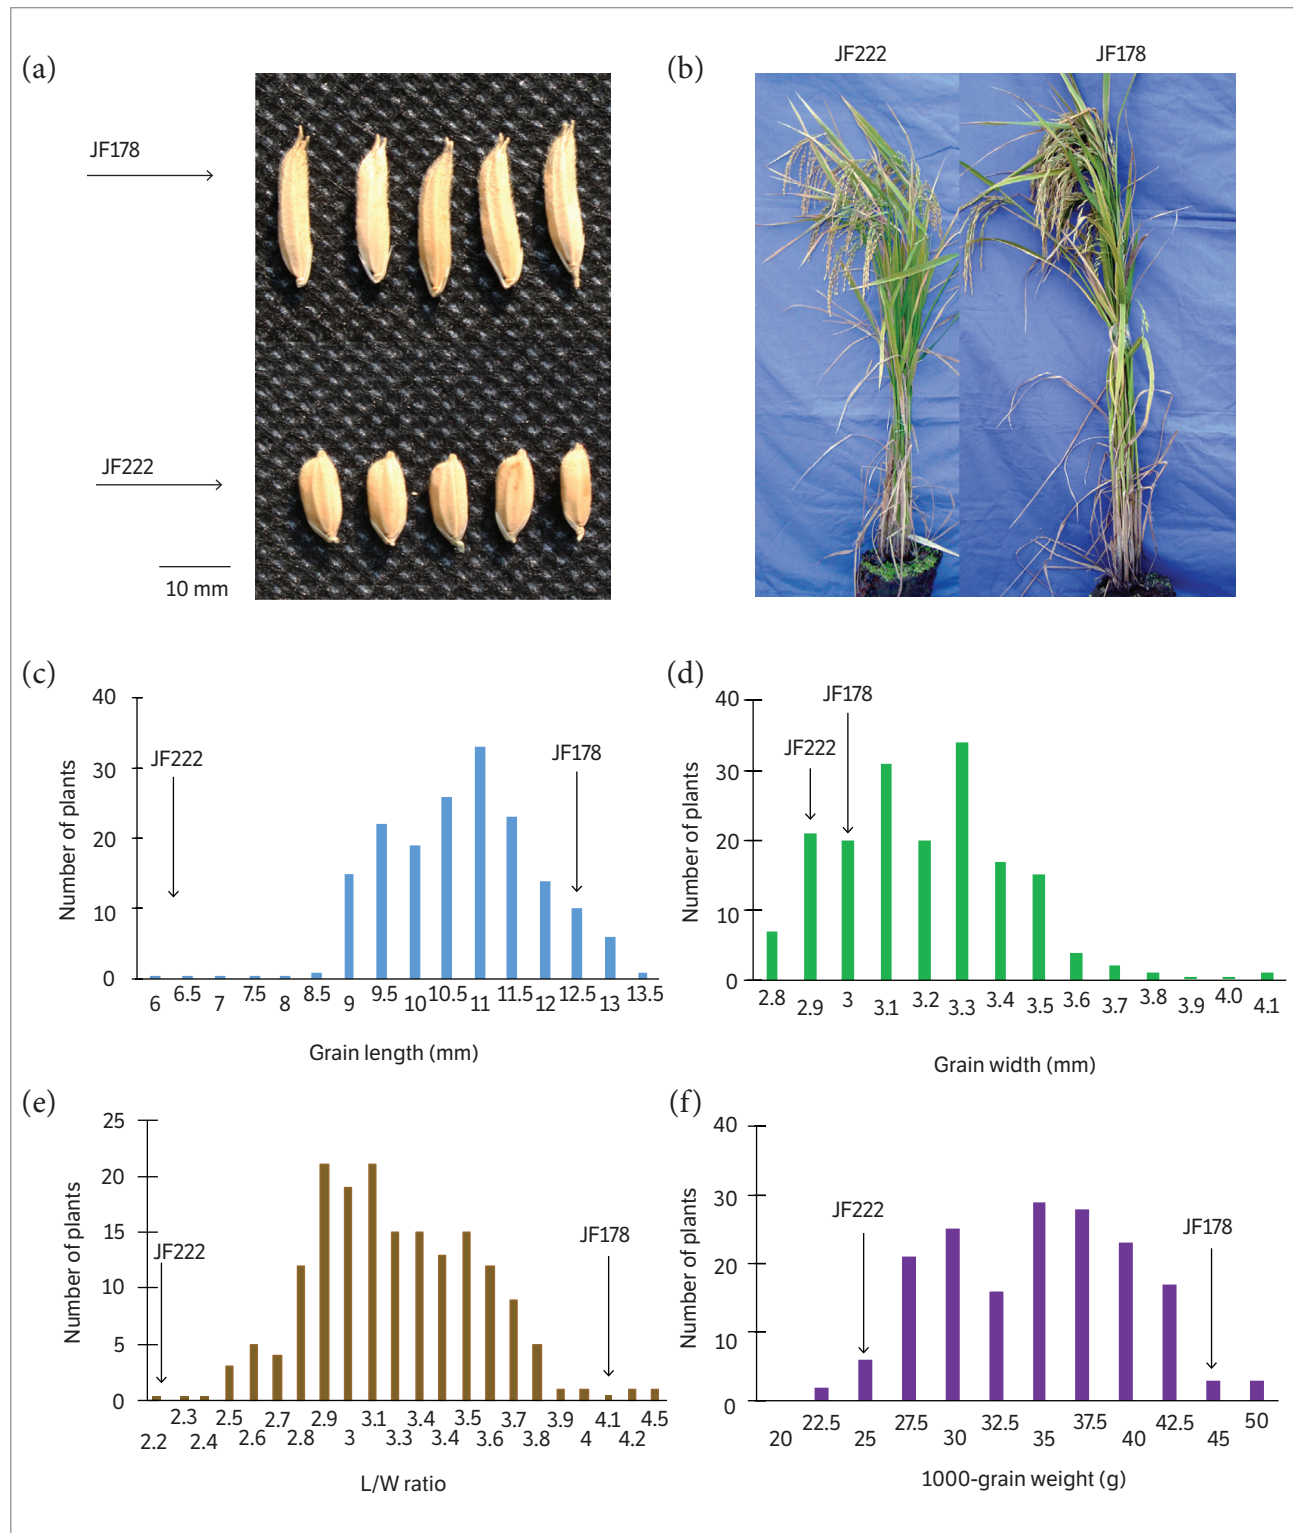 (a)
JF178
JF222
10 mm
(b)
JF222
JF178
(c)
Number of plants
40
30
20
10
0
JF222
JF178
6 6.5 7 7.5 8 8.5 9 9.5 10 10.5 11 11.5 12 12.5 13 13.5
Grain length (mm)
(d)
Number of plants
40
30
20
10
0
JF178
JF222
2.8 2.9 3 3.1 3.2 3.3 3.4 3.5 3.6 3.7 3.8 3.9 4.0 4.1
Grain width (mm)
(e)
Number of plants
25
20
15
10
5
0
JF222
JF178
2.2 2.3 2.4 2.5 2.6 2.7 2.8 2.9 3 3.1 3.3 3.4 3.4 3.5 3.6 3.7 3.8 3.9 4 4.1 4.2 4.5
L/W ratio
(f)
Number of plants
40
30
20
10
0
JF222
JF178
20 22.5 25 27.5 30 32.5 35 37.5 40 42.5 45 50
1000-grain weight (g)